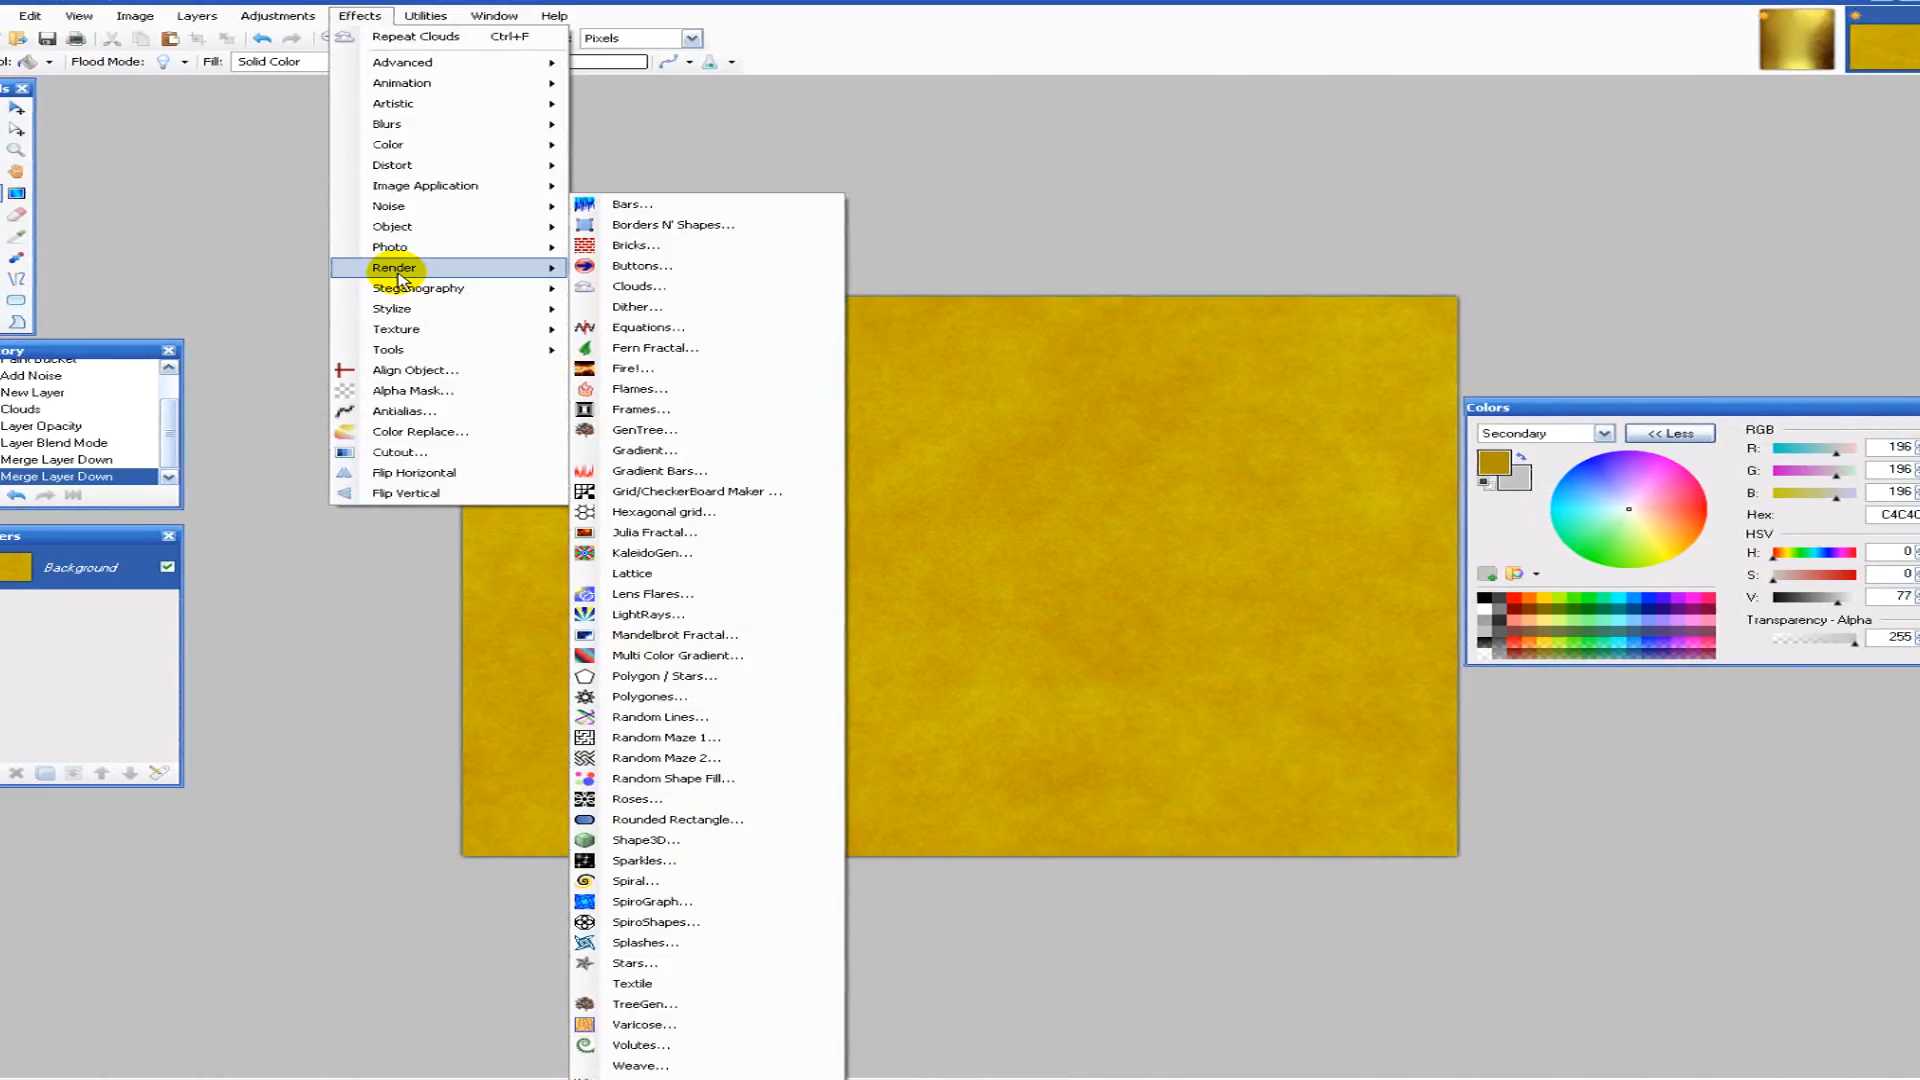 Edit View Image Layers Adjustments Effects Utilities Window Help
Pixels
Flood Mode: Fill: Solid Color
Repeat Clouds Ctrl+F
Advanced
Animation
Artistic
Blurs
Color
Distort
Image Application
Noise
Object
Photo
Render
Steganography
Stylize
Texture
Tools
Align Object...
Alpha Mask...
Antialias...
Color Replace...
Cutout...
Flip Horizontal
Flip Vertical
Bars...
Borders N' Shapes...
Bricks...
Buttons...
Clouds...
Dither...
Equations...
Fern Fractal...
Fire!...
Flames...
Frames...
GenTree...
Gradient...
Gradient Bars...
Grid/CheckerBoard Maker ...
Hexagonal grid...
Julia Fractal...
KaleidoGen...
Lattice
Lens Flares...
LightRays...
Mandelbrot Fractal...
Multi Color Gradient...
Polygon / Stars...
Polygones...
Random Lines...
Random Maze 1...
Random Maze 2...
Random Shape Fill...
Roses...
Rounded Rectangle...
Shape3D...
Sparkles...
Spiral...
SpiroGraph...
SpiroShapes...
Splashes...
Stars...
Textile
TreeGen...
Varicose...
Volutes...
Weave...
ory
Paint Bucket
Add Noise
New Layer
Clouds
Layer Opacity
Layer Blend Mode
Merge Layer Down
Merge Layer Down
ers
Background
Colors
Secondary << Less
RGB
R: 196
G: 196
B: 196
Hex: C4C4C
HSV
H: 0
S: 0
V: 77
Transparency - Alpha
255